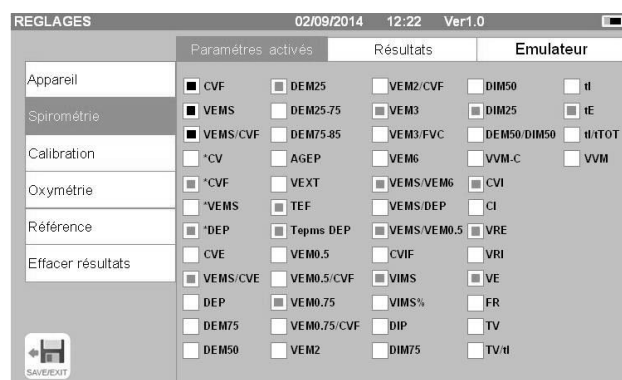 REGLAGES 02/09/2014 12:22 Ver1.0
Paramétres activés Résultats Emulateur
Appareil
Spirométrie
Calibration
Oxymétrie
Référence
Effacer résultats
SAVE/EXIT
CVF DEM25 VEM2/CVF DIM50 tI
VEMS DEM25-75 VEM3 DIM25 tE
VEMS/CVF DEM75-85 VEM3/FVC DEM50/DIM50 tI/tTOT
*CV AGEP VEM6 VVM-C VVM
*CVF VEXT VEMS/VEM6 CVI
*VEMS TEF VEMS/DEP CI
*DEP Tepms DEP VEMS/VEM0.5 VRE
CVE VEM0.5 CVIF VRI
VEMS/CVE VEM0.5/CVF VIMS VE
DEP VEM0.75 VIMS% FR
DEM75 VEM0.75/CVF DIP TV
DEM50 VEM2 DIM75 TV/tI